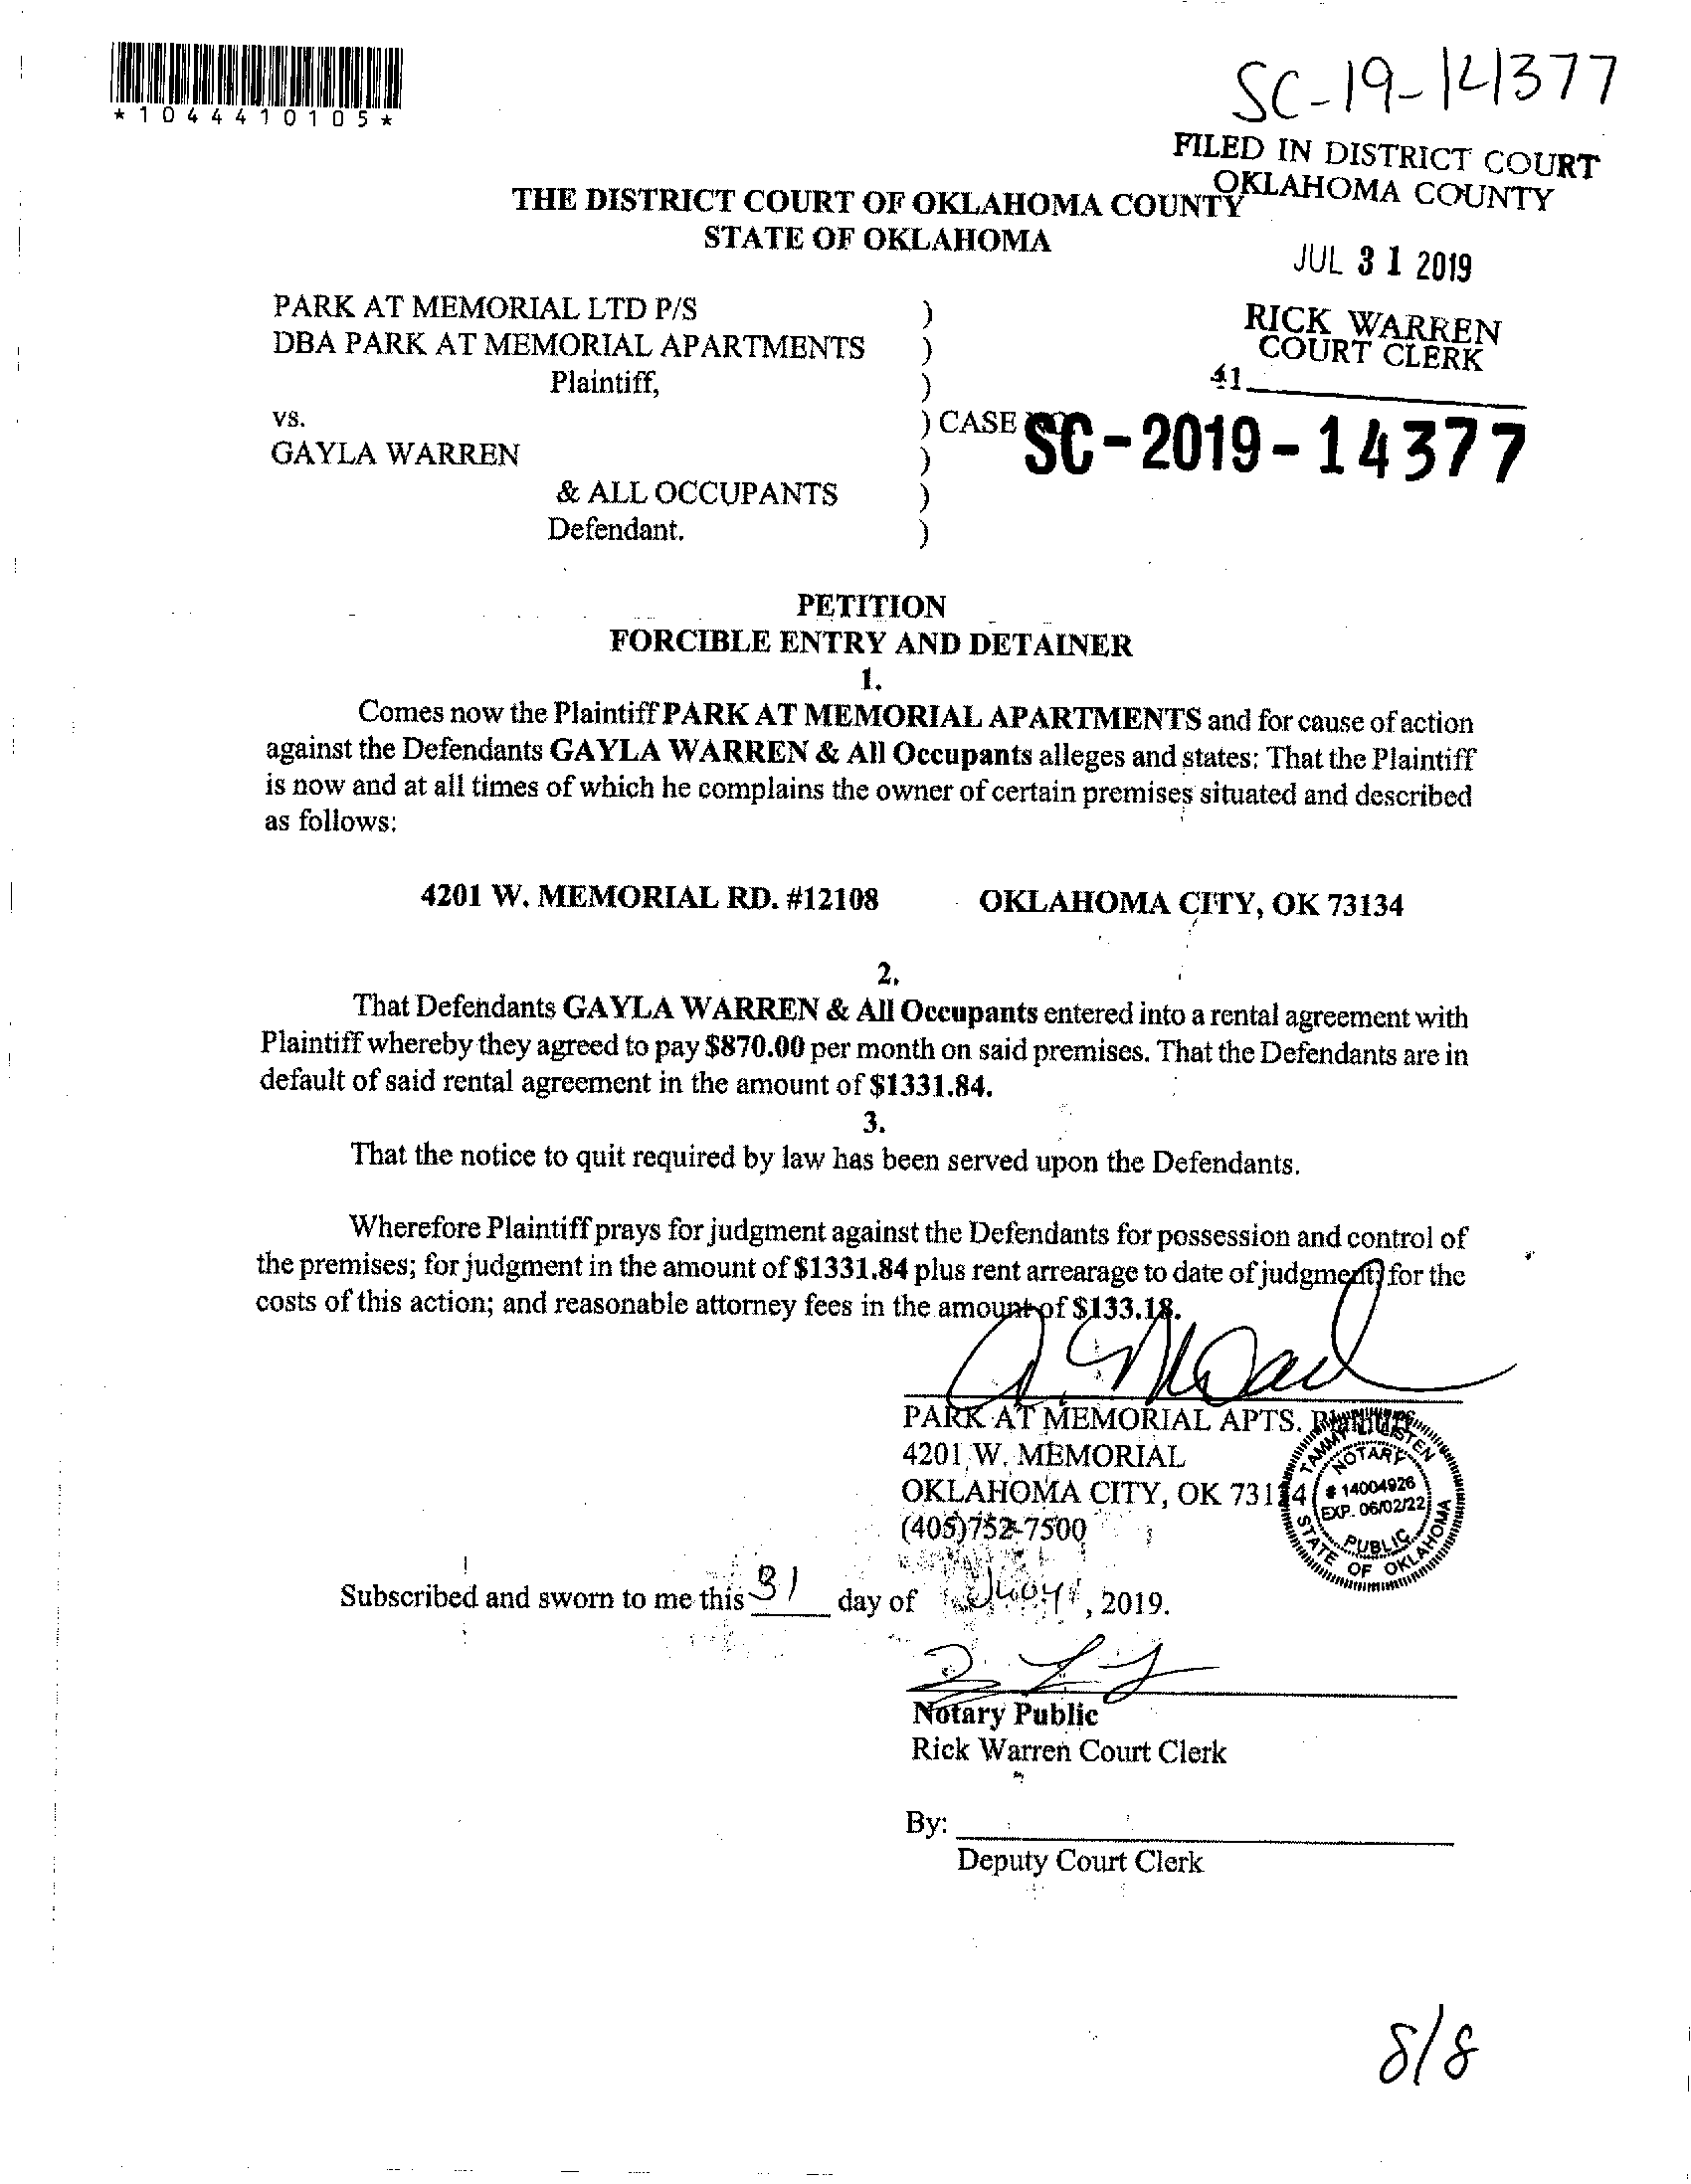 SC-19-14377
*1044410105*
FILED IN DISTRICT COURT
OKLAHOMA COUNTY
THE DISTRICT COURT OF OKLAHOMA COUNTY
STATE OF OKLAHOMA
JUL 31 2019
PARK AT MEMORIAL LTD P/S )
DBA PARK AT MEMORIAL APARTMENTS )
Plaintiff, )
RICK WARREN
COURT CLERK
41
vs. ) CASE SC-2019-14377
GAYLA WARREN )
& ALL OCCUPANTS )
Defendant. )
PETITION
FORCIBLE ENTRY AND DETAINER
1.
Comes now the Plaintiff PARK AT MEMORIAL APARTMENTS and for cause of action
against the Defendants GAYLA WARREN & All Occupants alleges and states: That the Plaintiff
is now and at all times of which he complains the owner of certain premises situated and described
as follows:
4201 W. MEMORIAL RD. #12108 OKLAHOMA CITY, OK 73134
2.
That Defendants GAYLA WARREN & All Occupants entered into a rental agreement with
Plaintiff whereby they agreed to pay $870.00 per month on said premises. That the Defendants are in
default of said rental agreement in the amount of $1331.84.
3.
That the notice to quit required by law has been served upon the Defendants.
Wherefore Plaintiff prays for judgment against the Defendants for possession and control of
the premises; for judgment in the amount of $1331.84 plus rent arrearage to date of judgment; for the
costs of this action; and reasonable attorney fees in the amount of $133.18.
PARK AT MEMORIAL APTS. Plaintiff
4201 W. MEMORIAL
OKLAHOMA CITY, OK 73134
(405)752-7500
TAMMY
NOTARY
# 14004926
EXP. 06/02/22
PUBLIC
STATE OF OKLAHOMA
Subscribed and sworn to me this 31 day of July, 2019.
Notary Public
Rick Warren Court Clerk
By:
Deputy Court Clerk
8/8